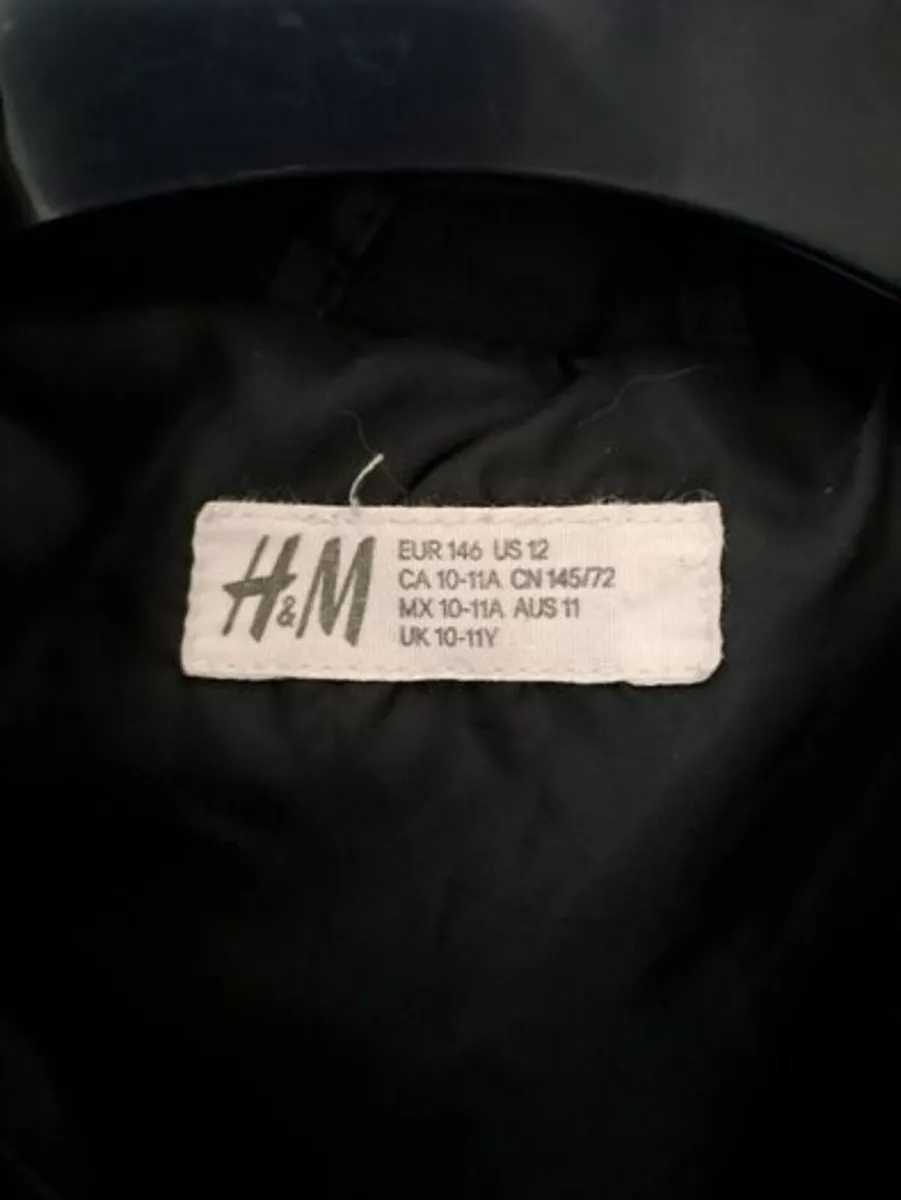 H&M
EUR 146 US 12
CA 10-11A CN 145/72
MX 10-11A AUS 11
UK 10-11Y